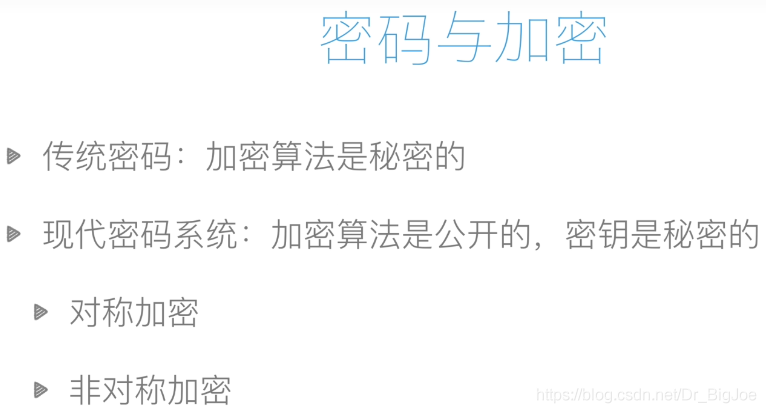 密码与加密
传统密码：加密算法是秘密的
现代密码系统：加密算法是公开的，密钥是秘密的
对称加密
非对称加密
https://blog.csdn.net/Dr_BigJoe